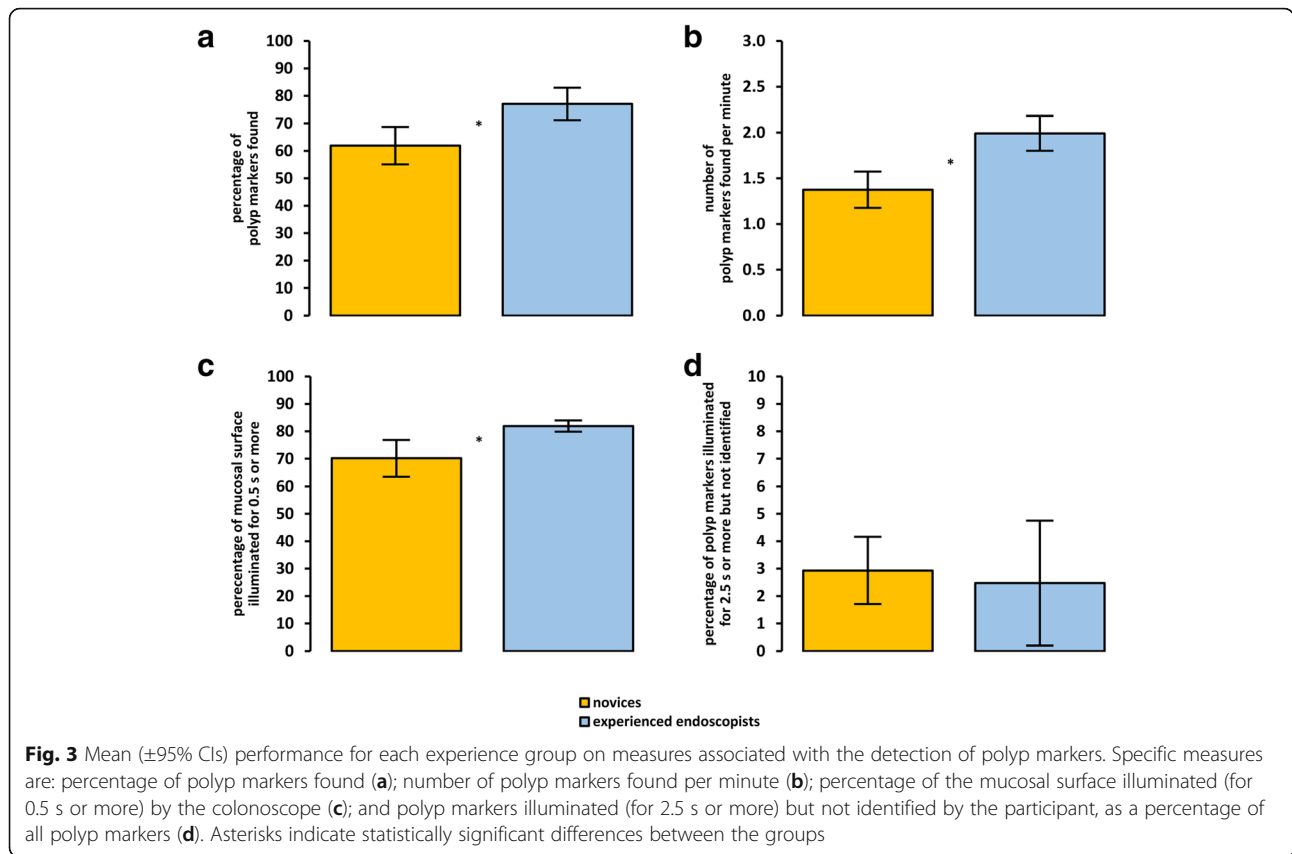 a
percentage of
polyp markers found
100
90
80
70
60
50
40
30
20
10
0
*
b
number of
polyp markers found per minute
3.0
2.5
2.0
1.5
1.0
0.5
0.0
*
c
perecentage of mucosal surface
illuminated for 0.5 s or more
100
90
80
70
60
50
40
30
20
10
0
*
d
percentage of polyp markers illuminated
for 2.5 s or more but not identified
10
9
8
7
6
5
4
3
2
1
0
novices
experienced endoscopists
Fig. 3 Mean (±95% CIs) performance for each experience group on measures associated with the detection of polyp markers. Specific measures
are: percentage of polyp markers found (a); number of polyp markers found per minute (b); percentage of the mucosal surface illuminated (for
0.5 s or more) by the colonoscope (c); and polyp markers illuminated (for 2.5 s or more) but not identified by the participant, as a percentage of
all polyp markers (d). Asterisks indicate statistically significant differences between the groups